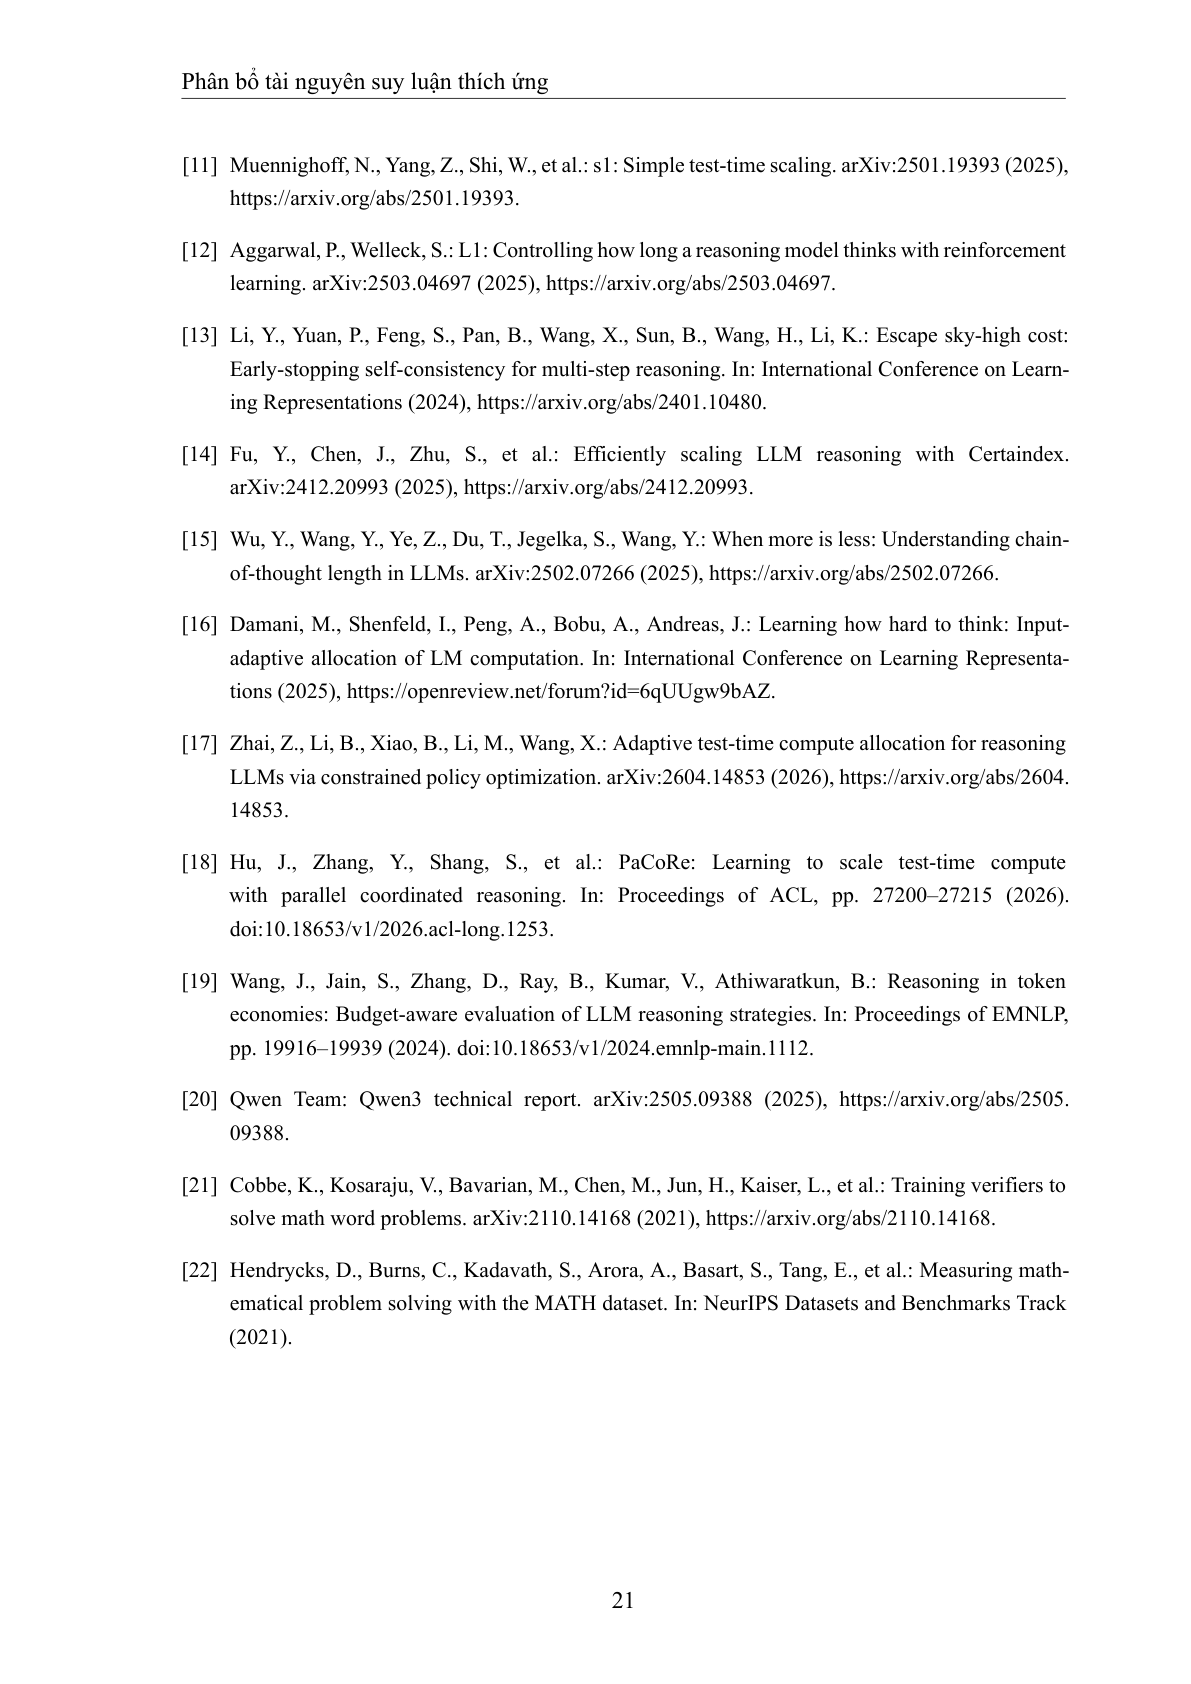 Phân bổ tài nguyên suy luận thích ứng
[11] Muennighoff, N., Yang, Z., Shi, W., et al.: s1: Simple test-time scaling. arXiv:2501.19393 (2025),
https://arxiv.org/abs/2501.19393.
[12] Aggarwal, P., Welleck, S.: L1: Controlling how long a reasoning model thinks with reinforcement
learning. arXiv:2503.04697 (2025), https://arxiv.org/abs/2503.04697.
[13] Li, Y., Yuan, P., Feng, S., Pan, B., Wang, X., Sun, B., Wang, H., Li, K.: Escape sky-high cost:
Early-stopping self-consistency for multi-step reasoning. In: International Conference on Learn-
ing Representations (2024), https://arxiv.org/abs/2401.10480.
[14] Fu, Y., Chen, J., Zhu, S., et al.: Efficiently scaling LLM reasoning with Certaindex.
arXiv:2412.20993 (2025), https://arxiv.org/abs/2412.20993.
[15] Wu, Y., Wang, Y., Ye, Z., Du, T., Jegelka, S., Wang, Y.: When more is less: Understanding chain-
of-thought length in LLMs. arXiv:2502.07266 (2025), https://arxiv.org/abs/2502.07266.
[16] Damani, M., Shenfeld, I., Peng, A., Bobu, A., Andreas, J.: Learning how hard to think: Input-
adaptive allocation of LM computation. In: International Conference on Learning Representa-
tions (2025), https://openreview.net/forum?id=6qUUgw9bAZ.
[17] Zhai, Z., Li, B., Xiao, B., Li, M., Wang, X.: Adaptive test-time compute allocation for reasoning
LLMs via constrained policy optimization. arXiv:2604.14853 (2026), https://arxiv.org/abs/2604.
14853.
[18] Hu, J., Zhang, Y., Shang, S., et al.: PaCoRe: Learning to scale test-time compute
with parallel coordinated reasoning. In: Proceedings of ACL, pp. 27200–27215 (2026).
doi:10.18653/v1/2026.acl-long.1253.
[19] Wang, J., Jain, S., Zhang, D., Ray, B., Kumar, V., Athiwaratkun, B.: Reasoning in token
economies: Budget-aware evaluation of LLM reasoning strategies. In: Proceedings of EMNLP,
pp. 19916–19939 (2024). doi:10.18653/v1/2024.emnlp-main.1112.
[20] Qwen Team: Qwen3 technical report. arXiv:2505.09388 (2025), https://arxiv.org/abs/2505.
09388.
[21] Cobbe, K., Kosaraju, V., Bavarian, M., Chen, M., Jun, H., Kaiser, L., et al.: Training verifiers to
solve math word problems. arXiv:2110.14168 (2021), https://arxiv.org/abs/2110.14168.
[22] Hendrycks, D., Burns, C., Kadavath, S., Arora, A., Basart, S., Tang, E., et al.: Measuring math-
ematical problem solving with the MATH dataset. In: NeurIPS Datasets and Benchmarks Track
(2021).
21